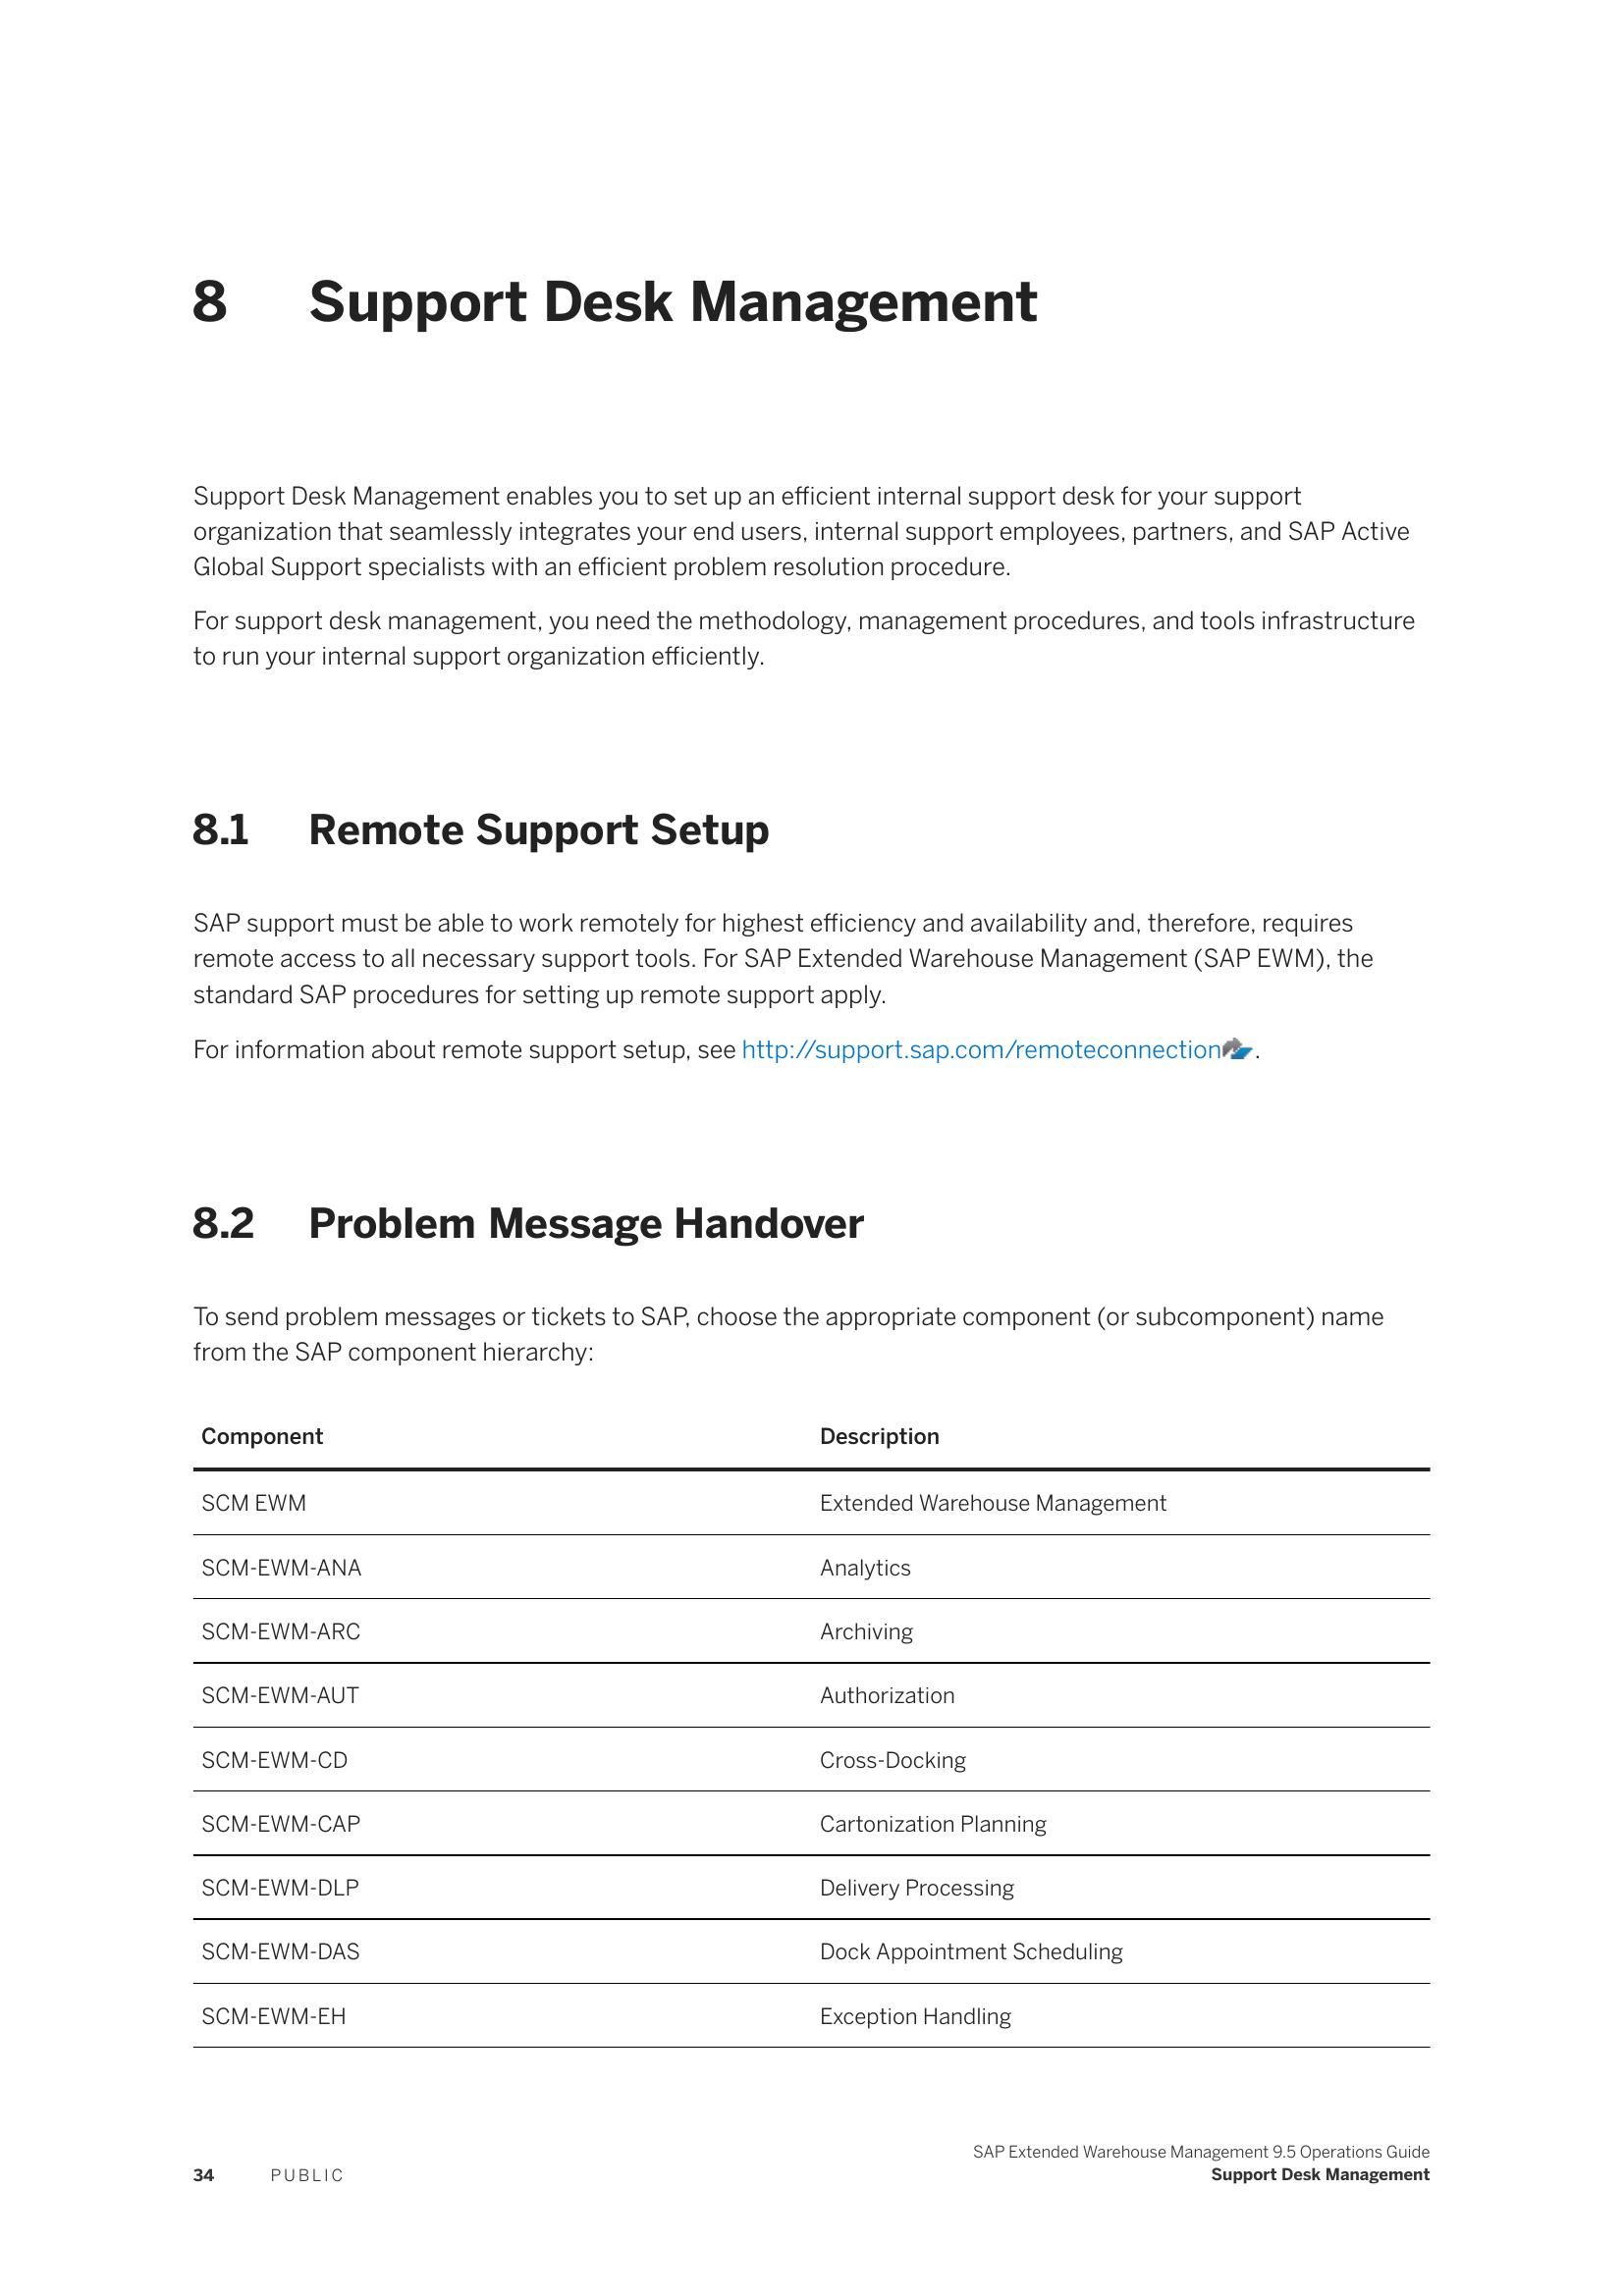 8 Support Desk Management
Support Desk Management enables you to set up an efficient internal support desk for your support
organization that seamlessly integrates your end users, internal support employees, partners, and SAP Active
Global Support specialists with an efficient problem resolution procedure.
For support desk management, you need the methodology, management procedures, and tools infrastructure
to run your internal support organization efficiently.
8.1 Remote Support Setup
SAP support must be able to work remotely for highest efficiency and availability and, therefore, requires
remote access to all necessary support tools. For SAP Extended Warehouse Management (SAP EWM), the
standard SAP procedures for setting up remote support apply.
For information about remote support setup, see http://support.sap.com/remoteconnection.
8.2 Problem Message Handover
To send problem messages or tickets to SAP, choose the appropriate component (or subcomponent) name
from the SAP component hierarchy:
Component Description
SCM EWM Extended Warehouse Management
SCM-EWM-ANA Analytics
SCM-EWM-ARC Archiving
SCM-EWM-AUT Authorization
SCM-EWM-CD Cross-Docking
SCM-EWM-CAP Cartonization Planning
SCM-EWM-DLP Delivery Processing
SCM-EWM-DAS Dock Appointment Scheduling
SCM-EWM-EH Exception Handling
SAP Extended Warehouse Management 9.5 Operations Guide
34 PUBLIC Support Desk Management